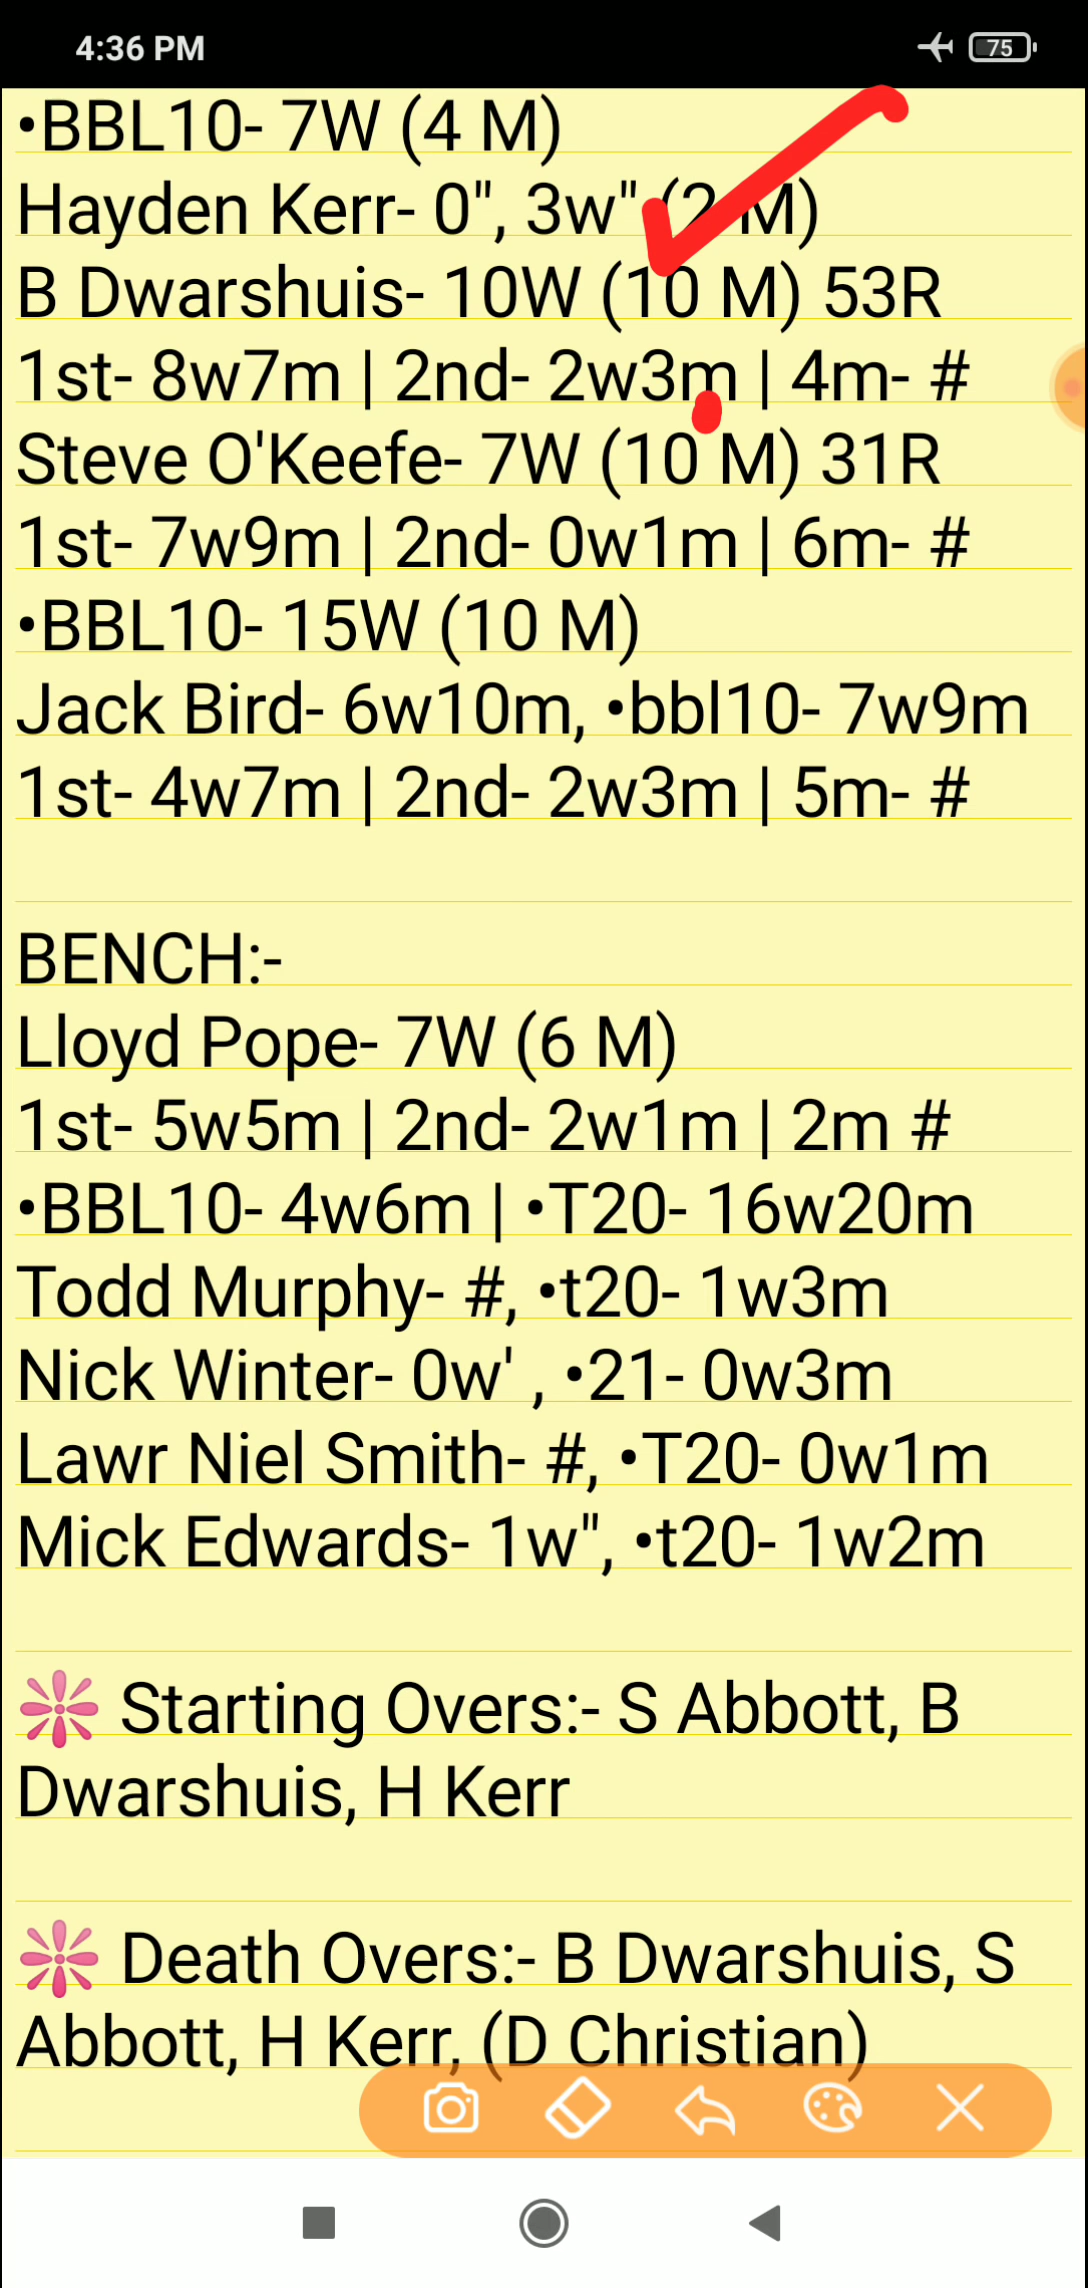 4:36 PM
75
•BBL10- 7W (4 M)
Hayden Kerr- 0", 3w" (2 M)
B Dwarshuis- 10W (10 M) 53R
1st- 8w7m | 2nd- 2w3m | 4m- #
Steve O'Keefe- 7W (10 M) 31R
1st- 7w9m | 2nd- 0w1m | 6m- #
•BBL10- 15W (10 M)
Jack Bird- 6w10m, •bbl10- 7w9m
1st- 4w7m | 2nd- 2w3m | 5m- #
BENCH:-
Lloyd Pope- 7W (6 M)
1st- 5w5m | 2nd- 2w1m | 2m #
•BBL10- 4w6m | •T20- 16w20m
Todd Murphy- #, •t20- 1w3m
Nick Winter- 0w' , •21- 0w3m
Lawr Niel Smith- #, •T20- 0w1m
Mick Edwards- 1w", •t20- 1w2m
Starting Overs:- S Abbott, B
Dwarshuis, H Kerr
Death Overs:- B Dwarshuis, S
Abbott, H Kerr, (D Christian)